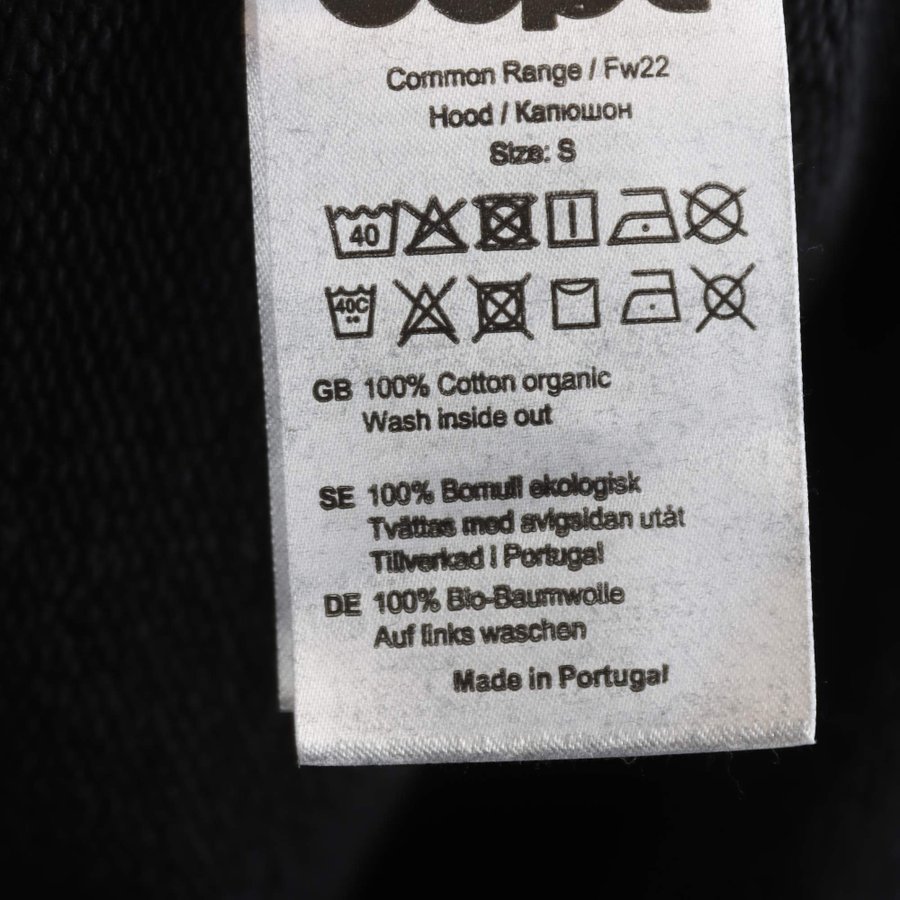 Common Range / Fw22
Hood / Капюшон
Size: S
40
40C
GB 100% Cotton organic
Wash inside out
SE 100% Bomull ekologisk
Tvättas med avigsidan utåt
Tillverkad i Portugal
DE 100% Bio-Baumwolle
Auf links waschen
Made in Portugal